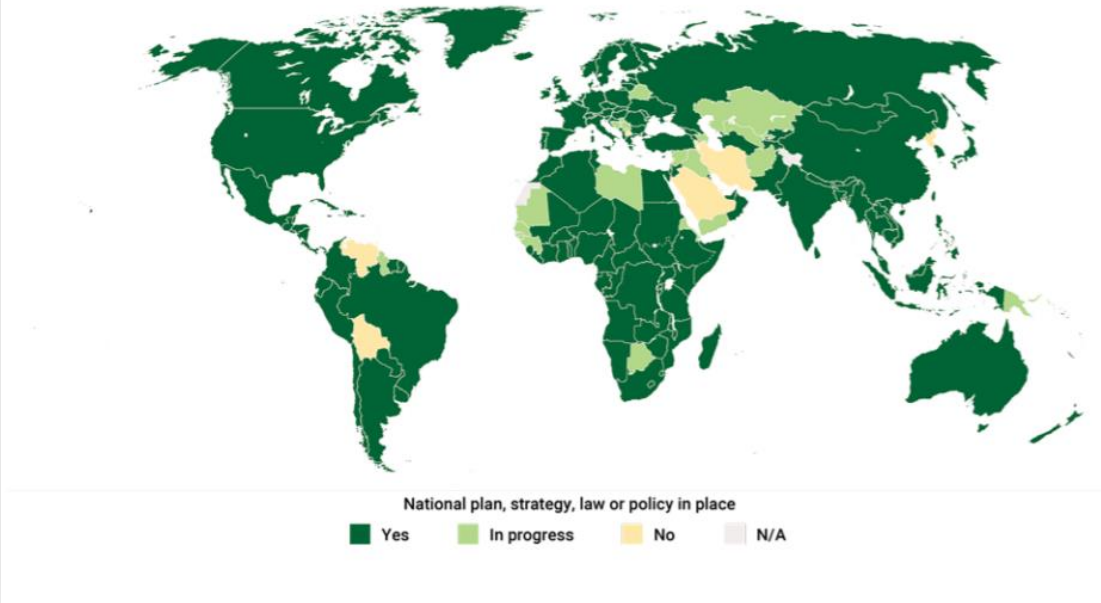 National plan, strategy, law or policy in place
Yes In progress No N/A